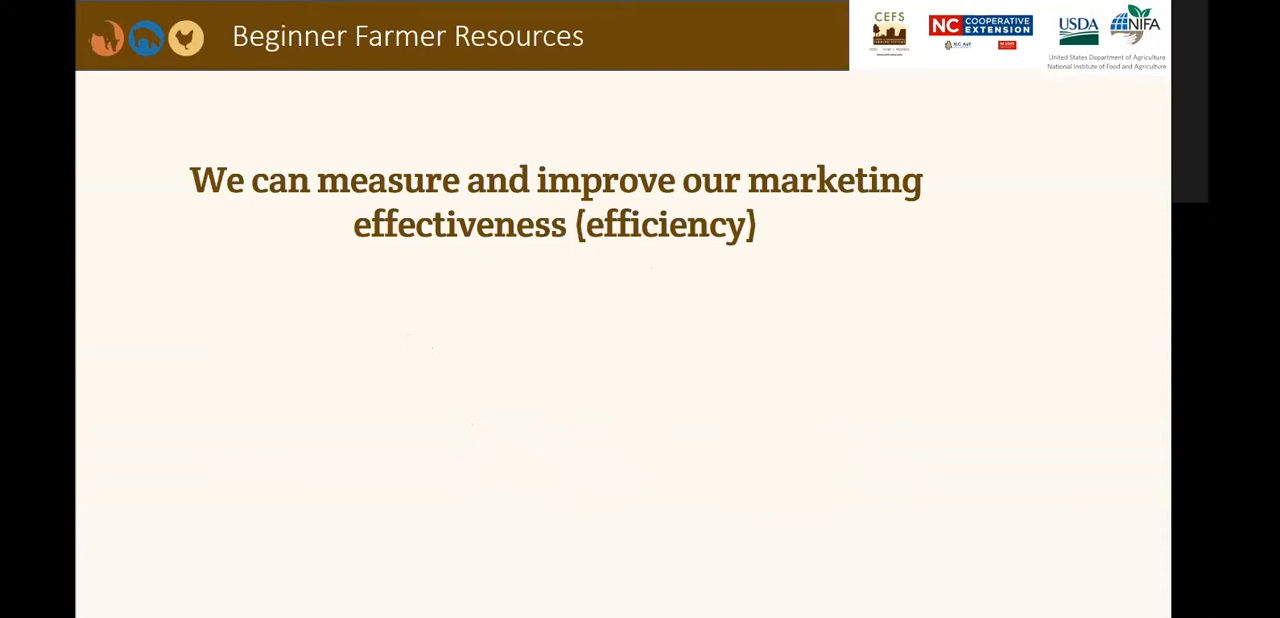 Beginner Farmer Resources
CEFS
NC COOPERATIVE
EXTENSION
USDA
NIFA
United States Department of Agriculture
National Institute of Food and Agriculture
We can measure and improve our marketing
effectiveness (efficiency)